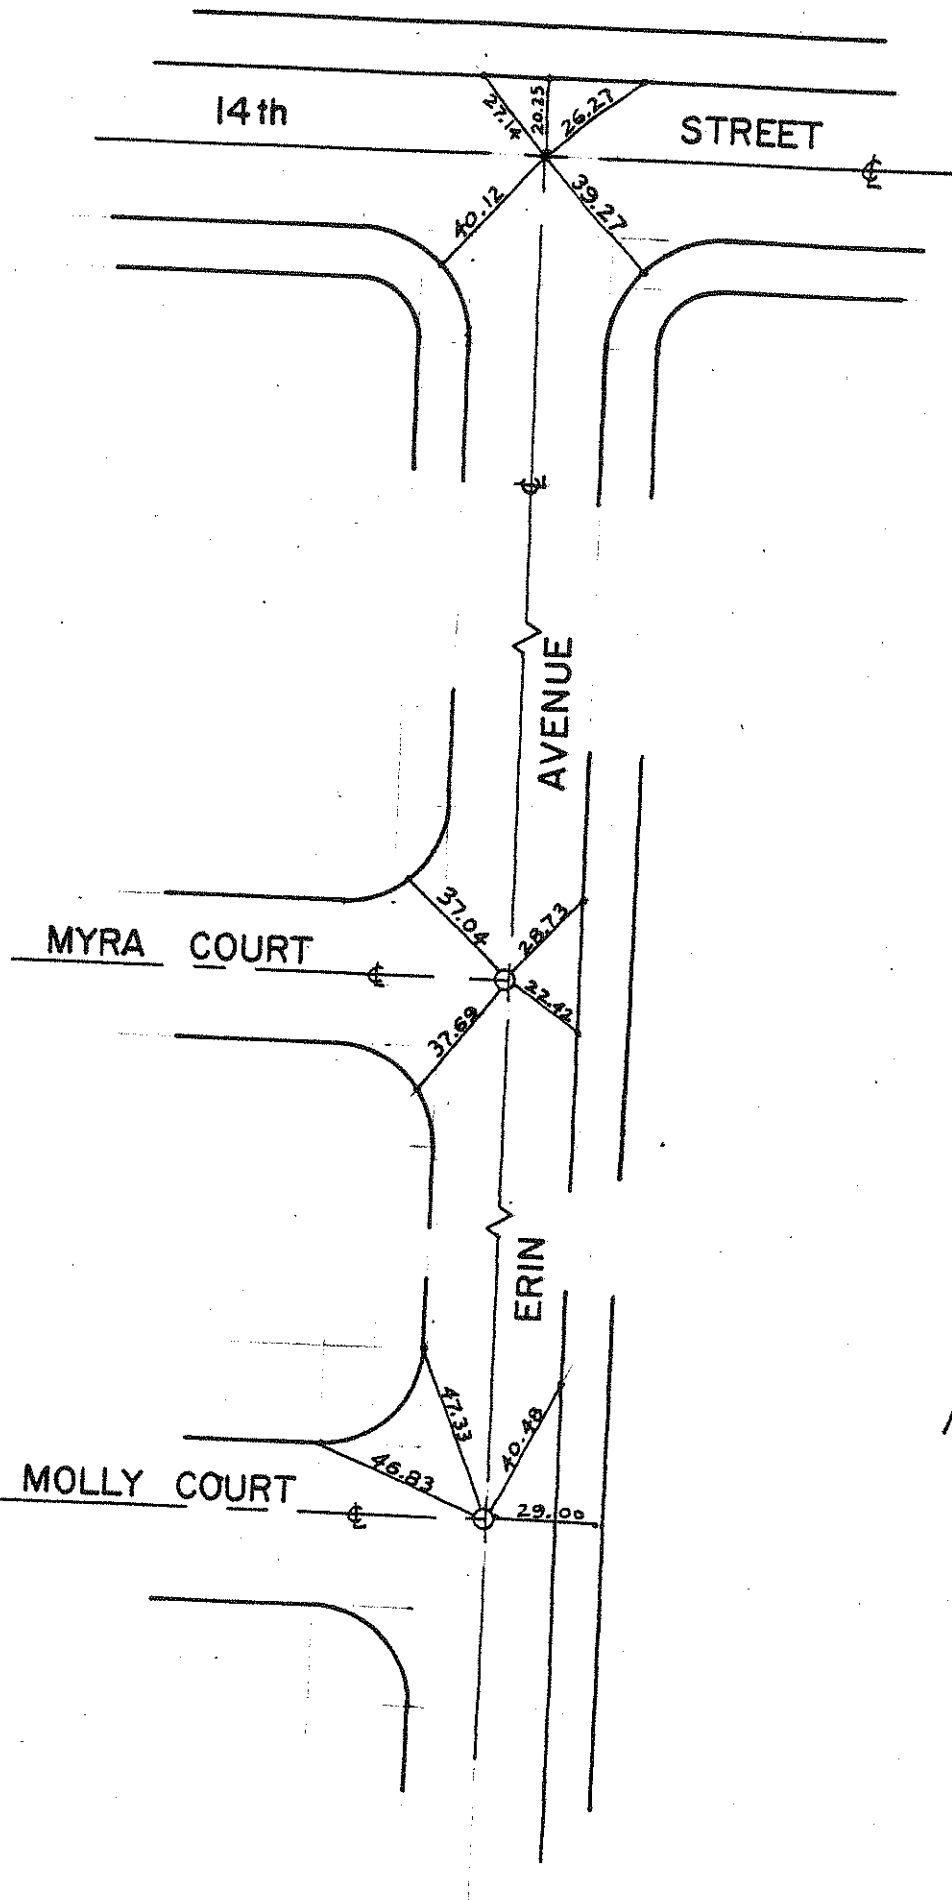 14th STREET ℄
27.14
20.25
26.27
40.12
39.27
℄
AVENUE
37.04
28.73
MYRA COURT ℄
22.42
37.69
ERIN
47.33
40.48
46.83
MOLLY COURT ℄
29.00